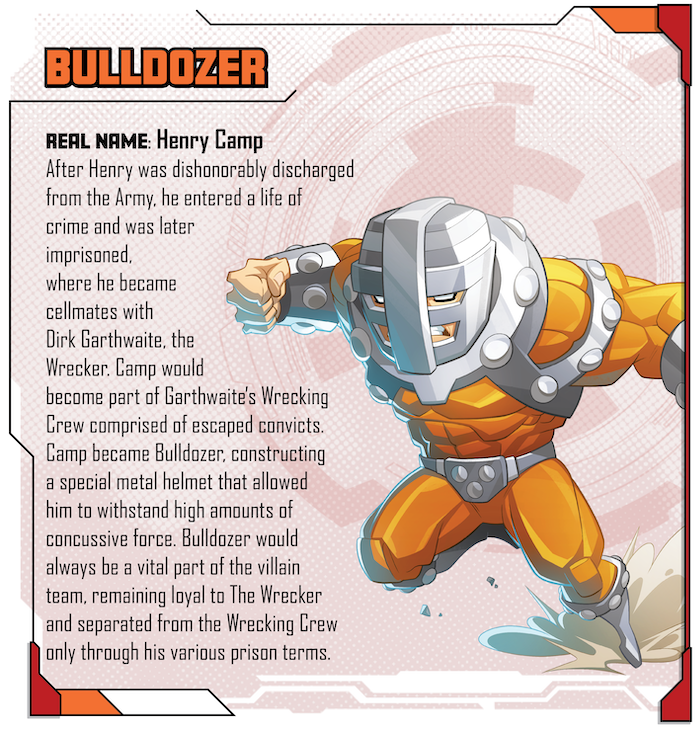 BULLDOZER
REAL NAME: Henry Camp
After Henry was dishonorably discharged
from the Army, he entered a life of
crime and was later
imprisoned,
where he became
cellmates with
Dirk Garthwaite, the
Wrecker. Camp would
become part of Garthwaite's Wrecking
Crew comprised of escaped convicts.
Camp became Bulldozer, constructing
a special metal helmet that allowed
him to withstand high amounts of
concussive force. Bulldozer would
always be a vital part of the villain
team, remaining loyal to The Wrecker
and separated from the Wrecking Crew
only through his various prison terms.